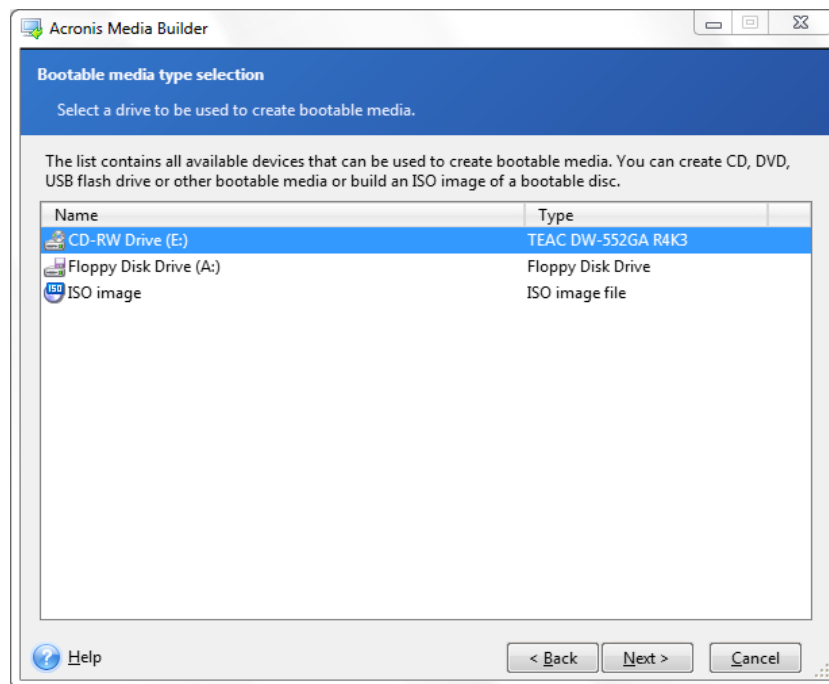 Acronis Media Builder
Bootable media type selection
Select a drive to be used to create bootable media.
The list contains all available devices that can be used to create bootable media. You can create CD, DVD,
USB flash drive or other bootable media or build an ISO image of a bootable disc.
Name Type
CD-RW Drive (E:) TEAC DW-552GA R4K3
Floppy Disk Drive (A:) Floppy Disk Drive
ISO ISO image ISO image file
? Help < Back Next > Cancel